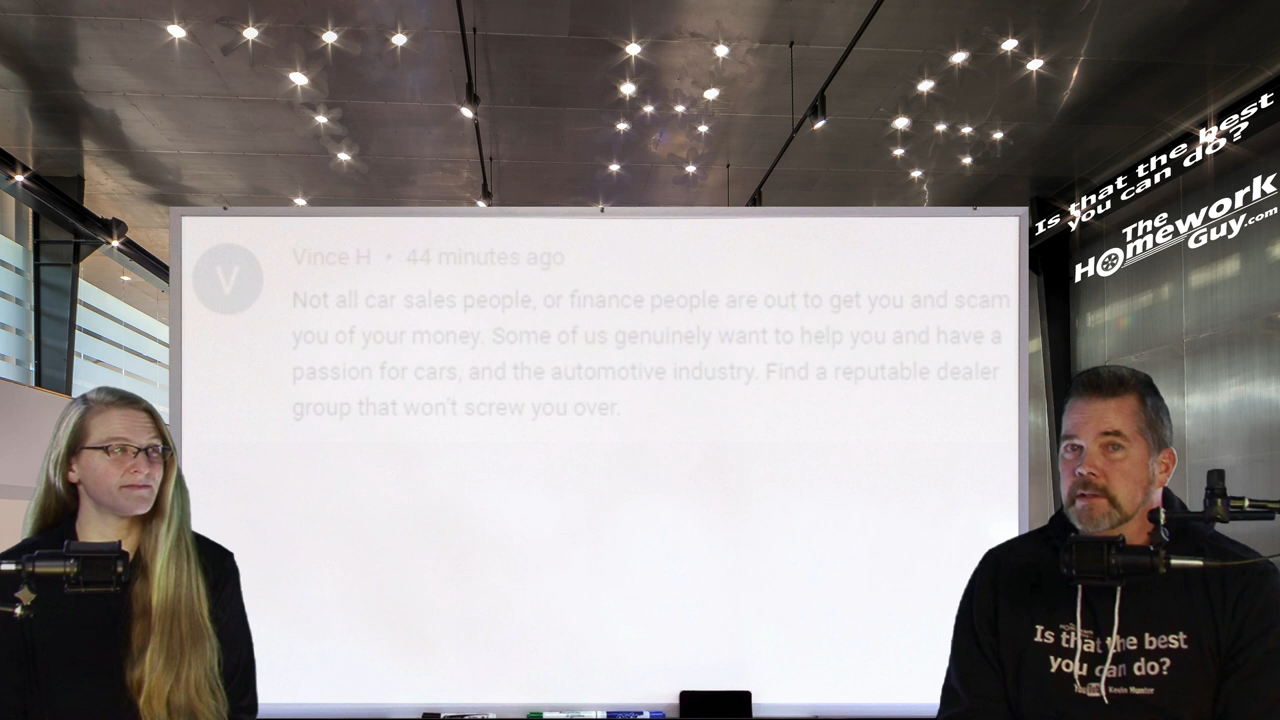 Is that the best
you can do?
The
Homework
Guy.com
V
Vince H • 44 minutes ago
Not all car sales people, or finance people are out to get you and scam
you of your money. Some of us genuinely want to help you and have a
passion for cars, and the automotive industry. Find a reputable dealer
group that won't screw you over.
Is that the best
you can do?
YouTube Kevin Hunter